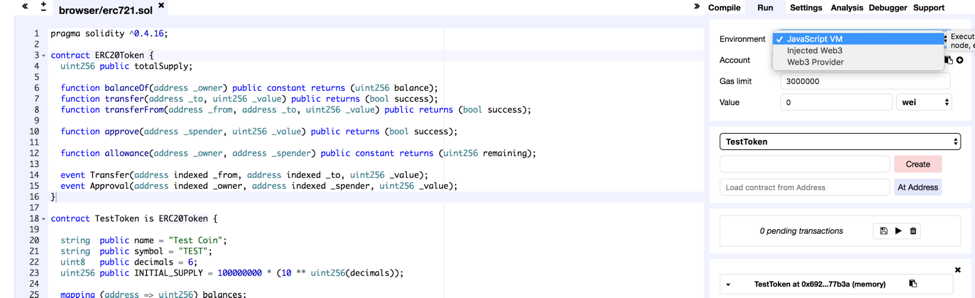 browser/erc721.sol
1 pragma solidity ^0.4.16;
2
3 contract ERC20Token {
4 uint256 public totalSupply;
5
6 function balanceOf(address _owner) public constant returns (uint256 balance);
7 function transfer(address _to, uint256 _value) public returns (bool success);
8 function transferFrom(address _from, address _to, uint256 _value) public returns (bool success);
9
10 function approve(address _spender, uint256 _value) public returns (bool success);
11
12 function allowance(address _owner, address _spender) public constant returns (uint256 remaining);
13
14 event Transfer(address indexed _from, address indexed _to, uint256 _value);
15 event Approval(address indexed _owner, address indexed _spender, uint256 _value);
16 }
17
18 contract TestToken is ERC20Token {
19
20 string public name = "Test Coin";
21 string public symbol = "TEST";
22 uint8 public decimals = 6;
23 uint256 public INITIAL_SUPPLY = 100000000 * (10 ** uint256(decimals));
24
25 mapping (address => uint256) balances;
Compile Run Settings Analysis Debugger Support
Environment
JavaScript VM
Injected Web3
Web3 Provider
Execut
node,
Account
Gas limit 3000000
Value 0 wei
TestToken
Create
Load contract from Address At Address
0 pending transactions
TestToken at 0x692...77b3a (memory)